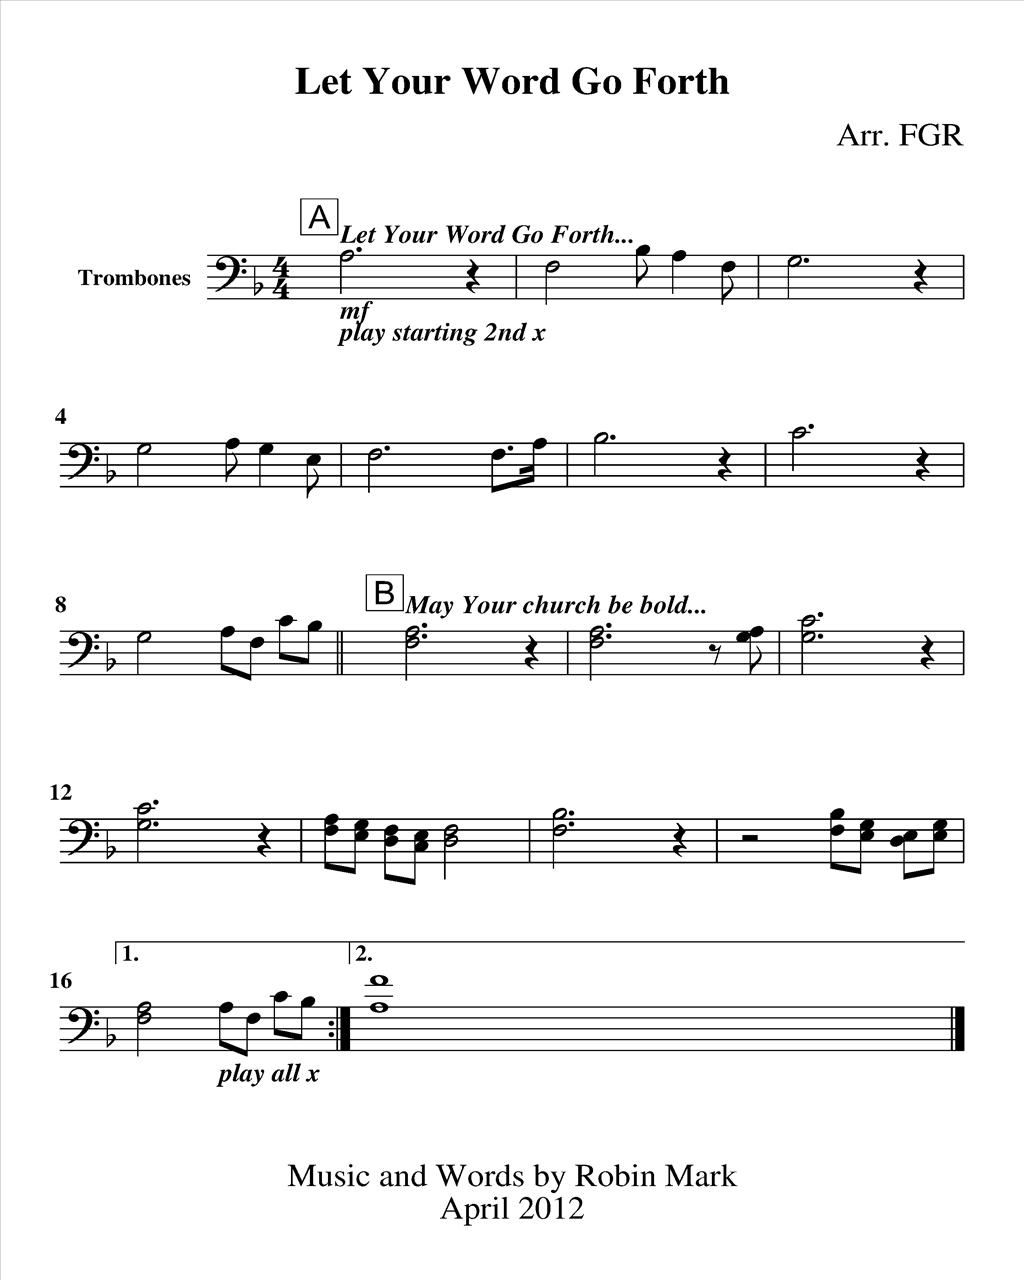 Let Your Word Go Forth
Arr. FGR
A
Let Your Word Go Forth...
Trombones
4
4
mf
play starting 2nd x
4
8
B
May Your church be bold...
12
1.
2.
16
play all x
Music and Words by Robin Mark
April 2012